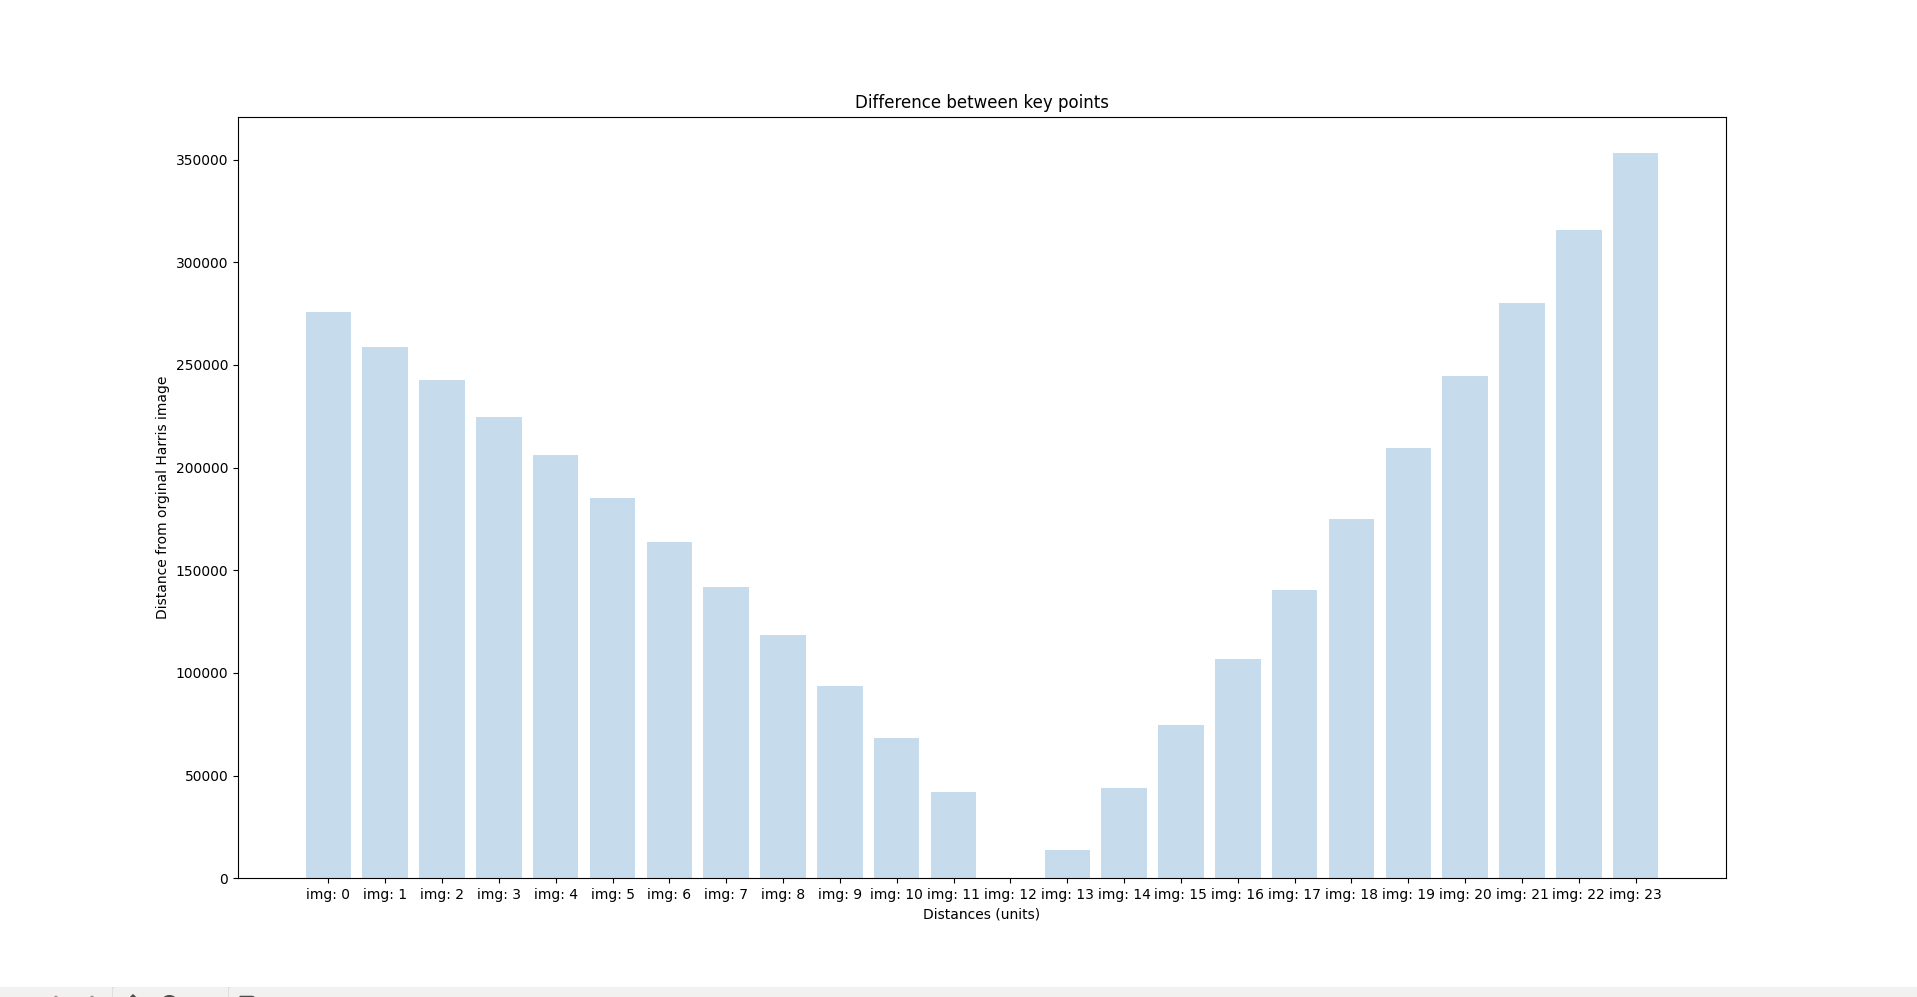 Difference between key points
350000
300000
250000
200000
150000
100000
50000
0
Distance from orginal Harris image
img: 0 img: 1 img: 2 img: 3 img: 4 img: 5 img: 6 img: 7 img: 8 img: 9 img: 10 img: 11 img: 12 img: 13 img: 14 img: 15 img: 16 img: 17 img: 18 img: 19 img: 20 img: 21 img: 22 img: 23
Distances (units)